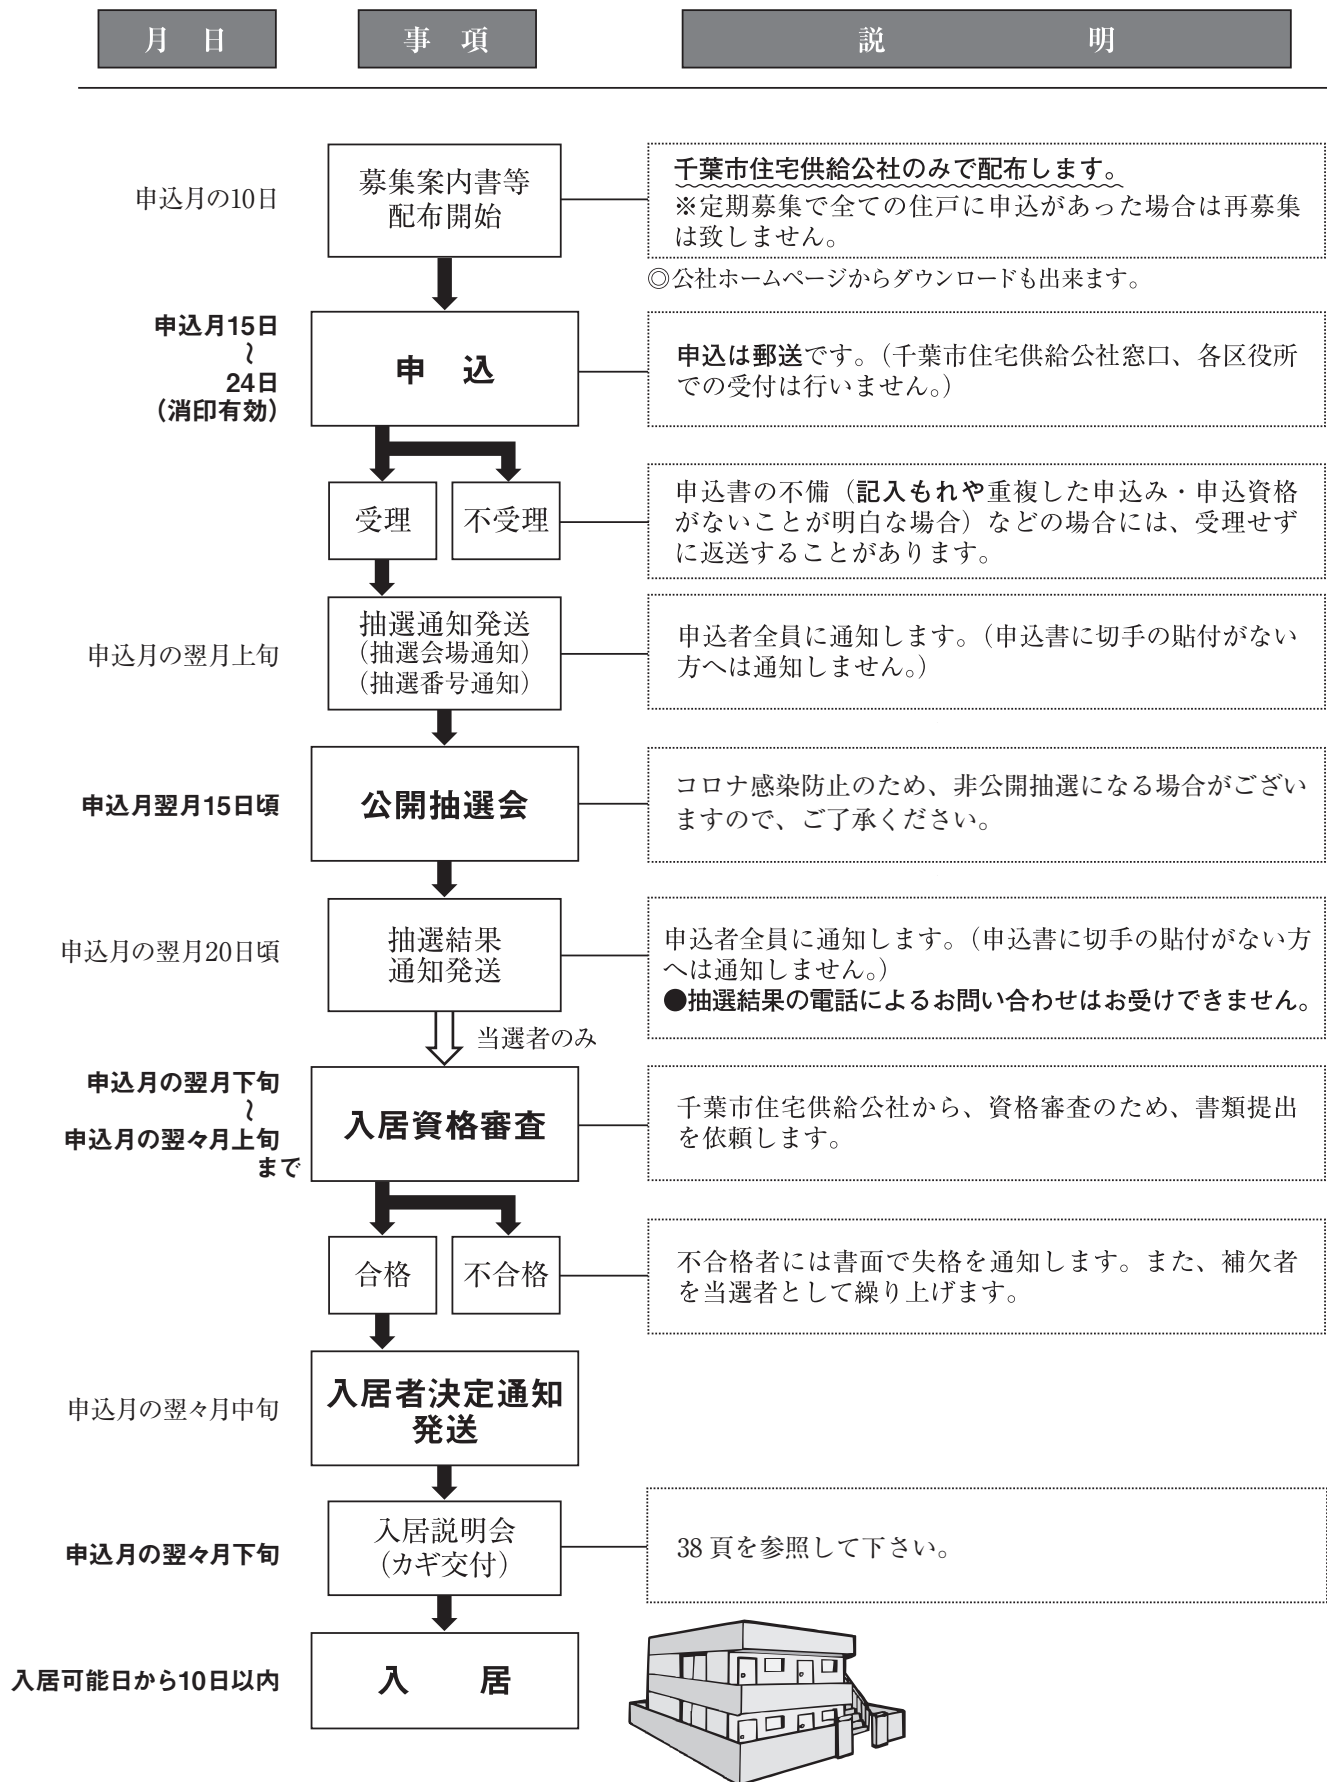 月　日
事　項
説　　　　明
申込月の10日
募集案内書等
配布開始
千葉市住宅供給公社のみで配布します。
※定期募集で全ての住戸に申込があった場合は再募集
は致しません。
◎公社ホームページからダウンロードも出来ます。
申込月15日
〜
24日
（消印有効）
申　込
申込は郵送です。（千葉市住宅供給公社窓口、各区役所
での受付は行いません。）
受理
不受理
申込書の不備（記入もれや重複した申込み・申込資格
がないことが明白な場合）などの場合には、受理せず
に返送することがあります。
申込月の翌月上旬
抽選通知発送
（抽選会場通知）
（抽選番号通知）
申込者全員に通知します。（申込書に切手の貼付がない
方へは通知しません。）
申込月翌月15日頃
公開抽選会
コロナ感染防止のため、非公開抽選になる場合がござい
ますので、ご了承ください。
申込月の翌月20日頃
抽選結果
通知発送
申込者全員に通知します。（申込書に切手の貼付がない方
へは通知しません。）
●抽選結果の電話によるお問い合わせはお受けできません。
当選者のみ
申込月の翌月下旬
〜
申込月の翌々月上旬
まで
入居資格審査
千葉市住宅供給公社から、資格審査のため、書類提出
を依頼します。
合格
不合格
不合格者には書面で失格を通知します。また、補欠者
を当選者として繰り上げます。
申込月の翌々月中旬
入居者決定通知
発送
申込月の翌々月下旬
入居説明会
（カギ交付）
38 頁を参照して下さい。
入居可能日から10日以内
入　居